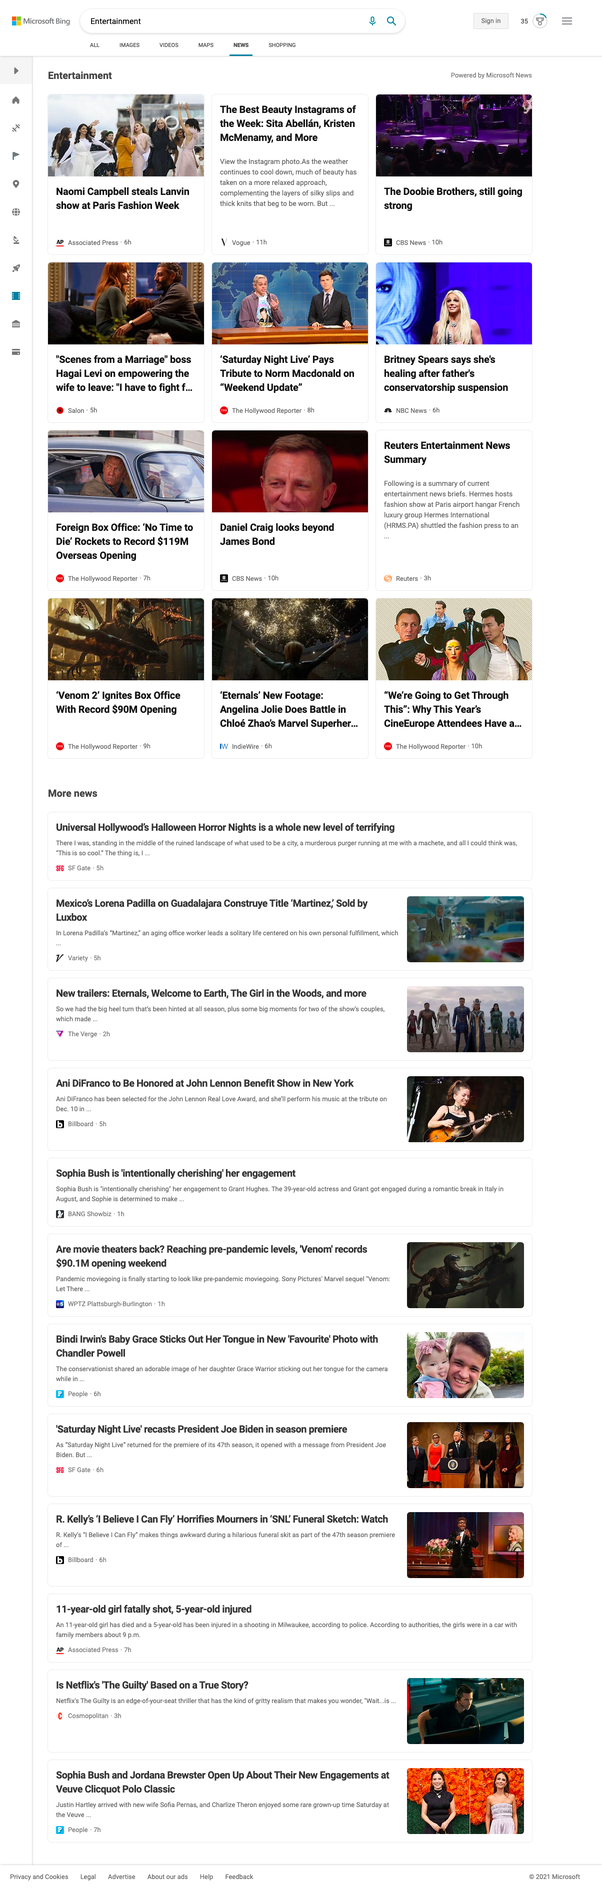 Microsoft Bing
Entertainment
Sign in
35
ALL
IMAGES
VIDEOS
MAPS
NEWS
SHOPPING
Entertainment
Powered by Microsoft News
Naomi Campbell steals Lanvin
show at Paris Fashion Week
AP Associated Press · 6h
The Best Beauty Instagrams of
the Week: Sita Abellán, Kristen
McMenamy, and More
View the Instagram photo.As the weather
continues to cool down, much of beauty has
taken on a more relaxed approach,
complementing the layers of silky slips and
thick knits that beg to be worn. But ...
Vogue · 11h
The Doobie Brothers, still going
strong
CBS News · 10h
"Scenes from a Marriage" boss
Hagai Levi on empowering the
wife to leave: "I have to fight f...
Salon · 5h
‘Saturday Night Live’ Pays
Tribute to Norm Macdonald on
“Weekend Update”
The Hollywood Reporter · 8h
Britney Spears says she's
healing after father's
conservatorship suspension
NBC News · 6h
Foreign Box Office: ‘No Time to
Die’ Rockets to Record $119M
Overseas Opening
The Hollywood Reporter · 7h
Daniel Craig looks beyond
James Bond
CBS News · 10h
Reuters Entertainment News
Summary
Following is a summary of current
entertainment news briefs. Hermes hosts
fashion show at Paris airport hangar French
luxury group Hermes International
(HRMS.PA) shuttled the fashion press to an
...
Reuters · 3h
‘Venom 2’ Ignites Box Office
With Record $90M Opening
The Hollywood Reporter · 9h
‘Eternals’ New Footage:
Angelina Jolie Does Battle in
Chloé Zhao’s Marvel Superher...
IndieWire · 6h
“We’re Going to Get Through
This”: Why This Year’s
CineEurope Attendees Have a...
The Hollywood Reporter · 10h
More news
Universal Hollywood's Halloween Horror Nights is a whole new level of terrifying
There I was, standing in the middle of the ruined landscape of what used to be a city, a murderous purger running at me with a machete, and all I could think was,
"This is so cool." The thing is, I ...
SF Gate · 5h
Mexico’s Lorena Padilla on Guadalajara Construye Title ‘Martinez,’ Sold by
Luxbox
In Lorena Padilla’s “Martinez,” an aging office worker leads a solitary life centered on his own personal fulfillment, which
...
Variety · 5h
New trailers: Eternals, Welcome to Earth, The Girl in the Woods, and more
So we had the big heel turn that’s been hinted at all season, plus some big moments for two of the show’s couples,
which made ...
The Verge · 2h
Ani DiFranco to Be Honored at John Lennon Benefit Show in New York
Ani DiFranco has been selected for the John Lennon Real Love Award, and she’ll perform his music at the tribute on
Dec. 10 in ...
Billboard · 5h
Sophia Bush is 'intentionally cherishing' her engagement
Sophia Bush is "intentionally cherishing" her engagement to Grant Hughes. The 39-year-old actress and Grant got engaged during a romantic break in Italy in
August, and Sophie is determined to make ...
BANG Showbiz · 1h
Are movie theaters back? Reaching pre-pandemic levels, 'Venom' records
$90.1M opening weekend
Pandemic moviegoing is finally starting to look like pre-pandemic moviegoing. Sony Pictures' Marvel sequel "Venom:
Let There ...
WPTZ Plattsburgh-Burlington · 1h
Bindi Irwin's Baby Grace Sticks Out Her Tongue in New 'Favourite' Photo with
Chandler Powell
The conservationist shared an adorable image of her daughter Grace Warrior sticking out her tongue for the camera
while in ...
People · 6h
'Saturday Night Live' recasts President Joe Biden in season premiere
As “Saturday Night Live” returned for the premiere of its 47th season, it opened with a message from President Joe
Biden. But ...
SF Gate · 6h
R. Kelly’s ‘I Believe I Can Fly’ Horrifies Mourners in ‘SNL’ Funeral Sketch: Watch
R. Kelly’s “I Believe I Can Fly” makes things awkward during a hilarious funeral skit as part of the 47th season premiere
of ...
Billboard · 6h
11-year-old girl fatally shot, 5-year-old injured
An 11-year-old girl has died and a 5-year-old has been injured in a shooting in Milwaukee, according to police. According to authorities, the girls were in a car with
family members about 9 p.m.
AP Associated Press · 7h
Is Netflix's 'The Guilty' Based on a True Story?
Netflix's The Guilty is an edge-of-your-seat thriller that has the kind of gritty realism that makes you wonder, "Wait...is ...
Cosmopolitan · 3h
Sophia Bush and Jordana Brewster Open Up About Their New Engagements at
Veuve Clicquot Polo Classic
Justin Hartley arrived with new wife Sofia Pernas, and Charlize Theron enjoyed some rare grown-up time Saturday at
the Veuve ...
People · 7h
Privacy and Cookies
Legal
Advertise
About our ads
Help
Feedback
© 2021 Microsoft